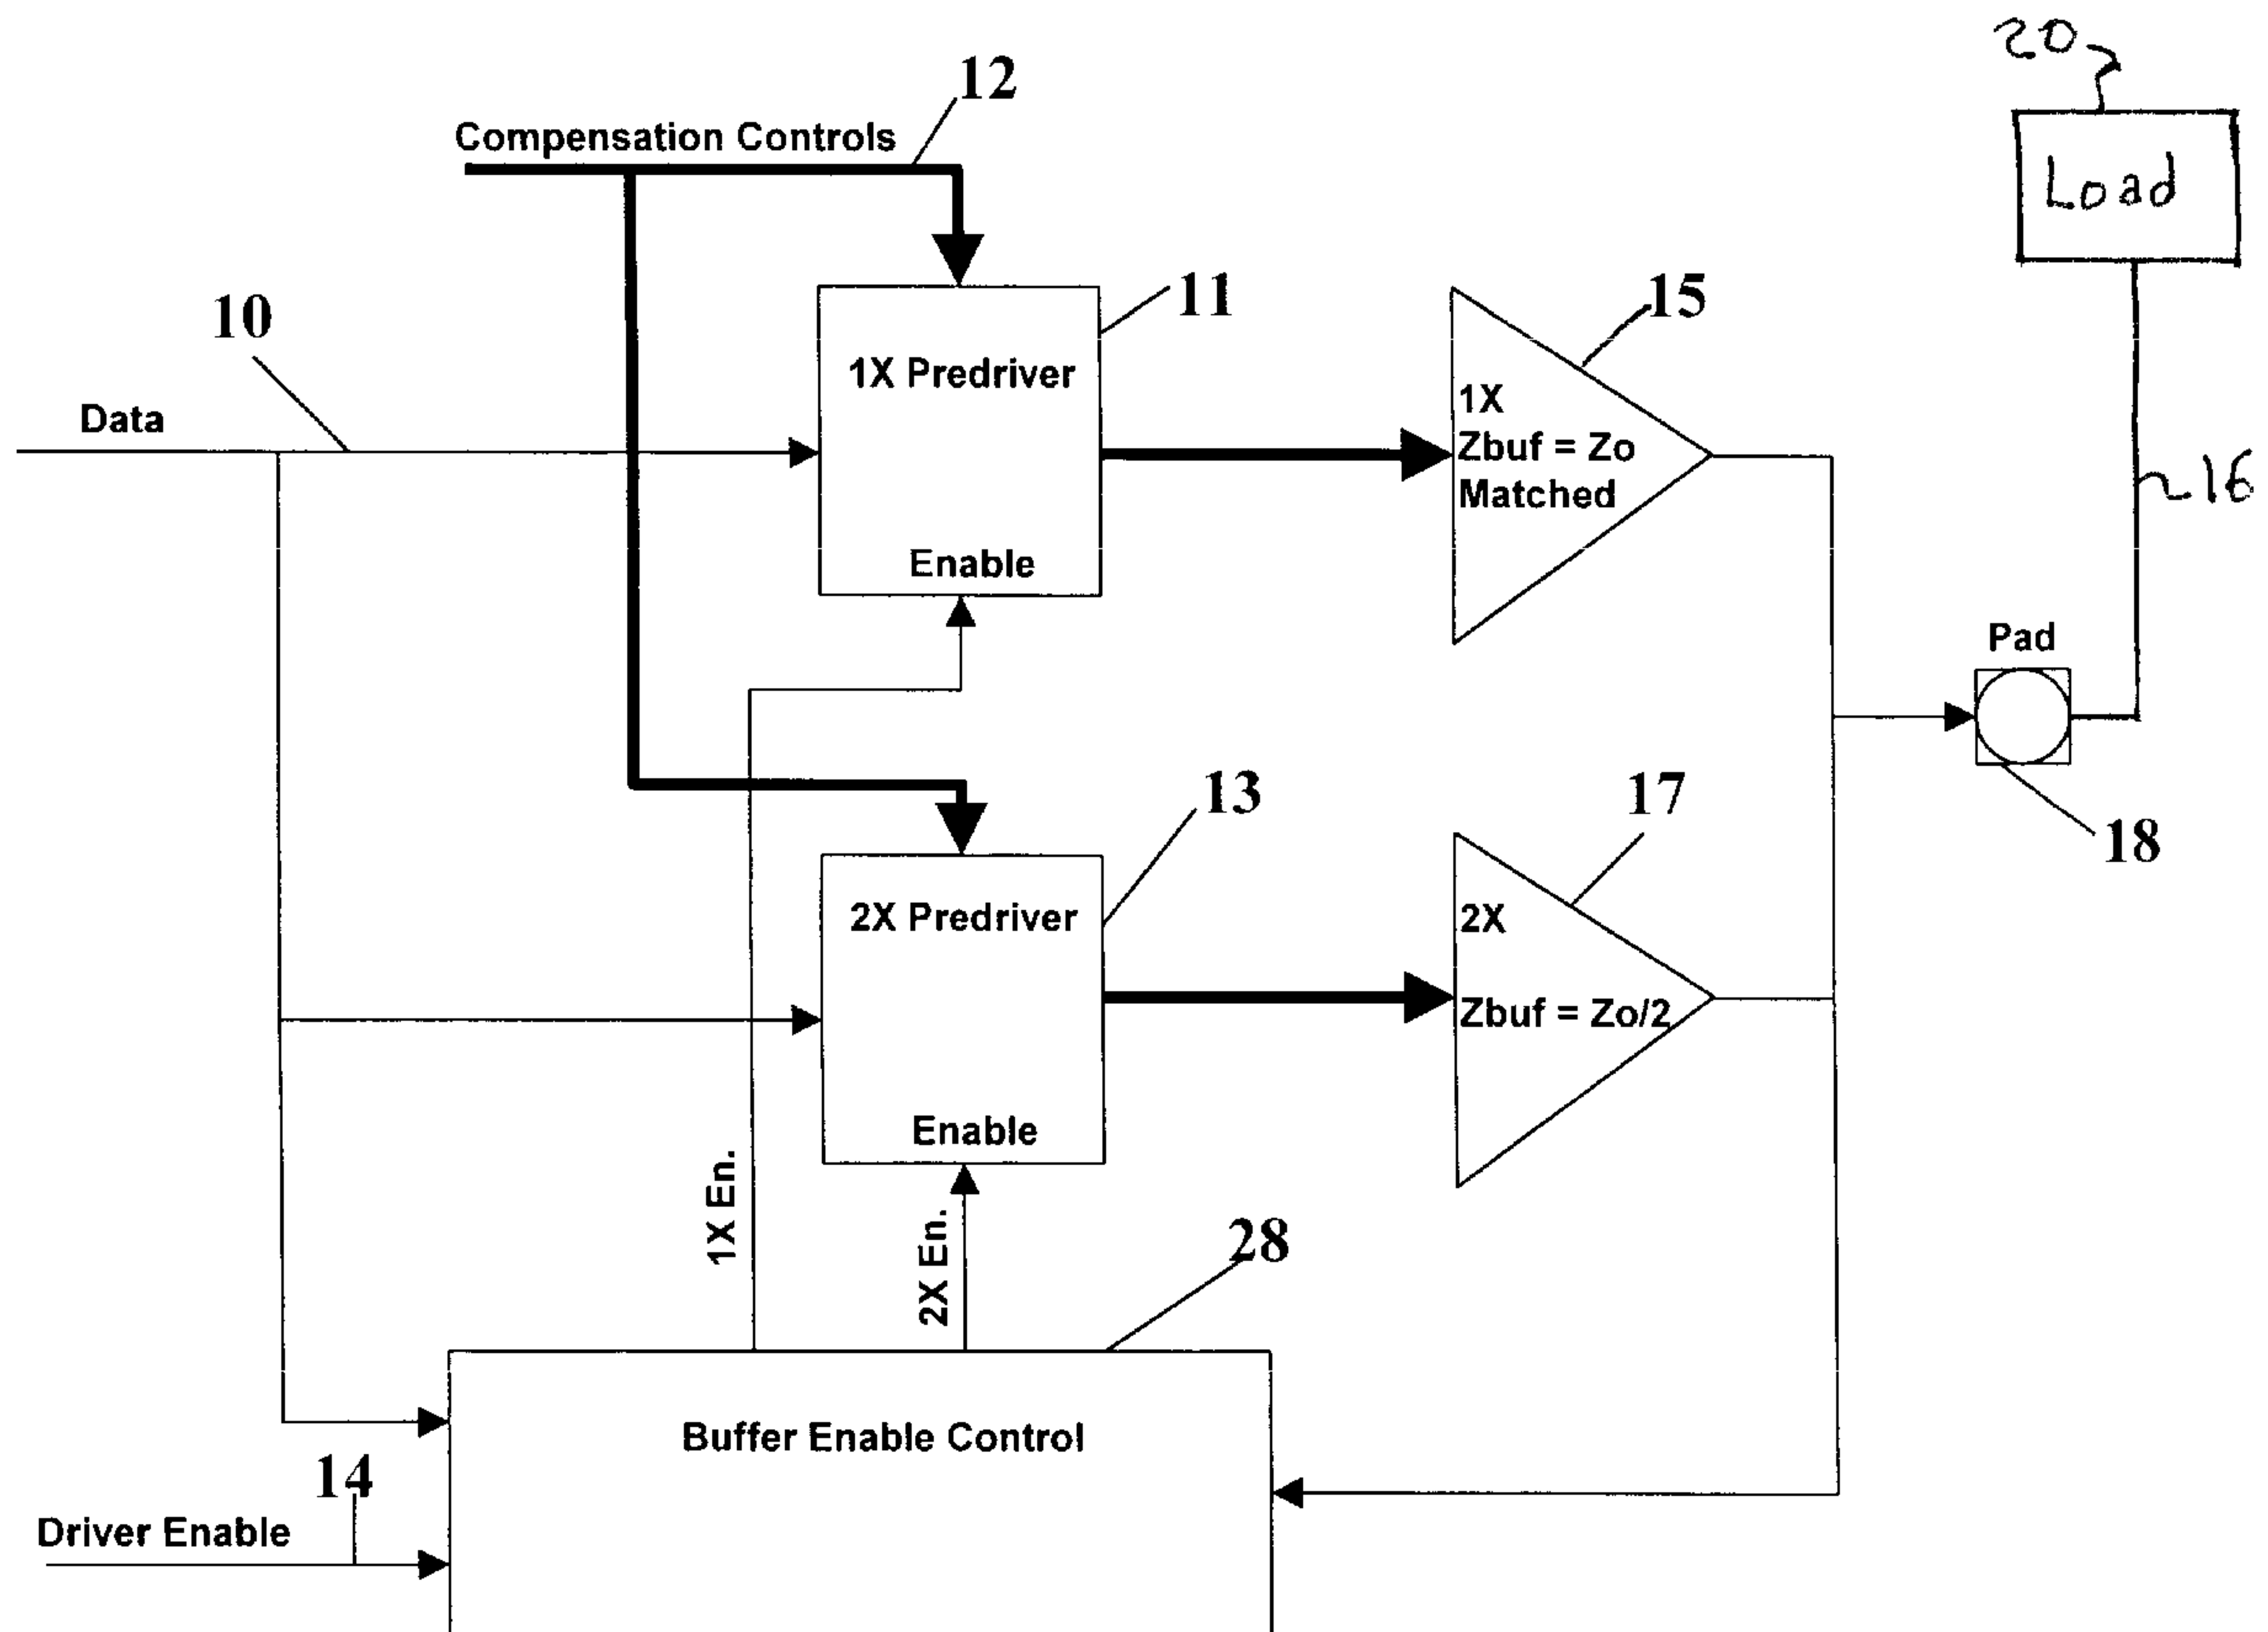 20
12
Compensation Controls
Load
10
11
15
1X Predriver
Data
1X
Zbuf = Zo
Matched
16
Enable
Pad
13
17
18
2X Predriver
2X
Zbuf = Zo/2
Enable
1X En.
2X En.
28
Buffer Enable Control
14
Driver Enable